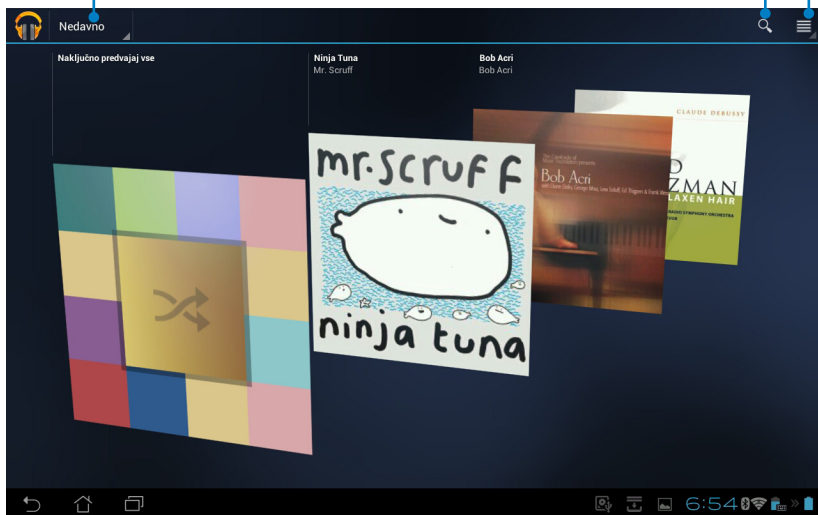 Nedavno
Naključno predvajaj vse
Ninja Tuna
Mr. Scruff
Bob Acri
Bob Acri
CLAUDE DEBUSSY
mr.scruff
Bob Acri
ZMAN
LAXEN HAIR
ninja tuna
6:54